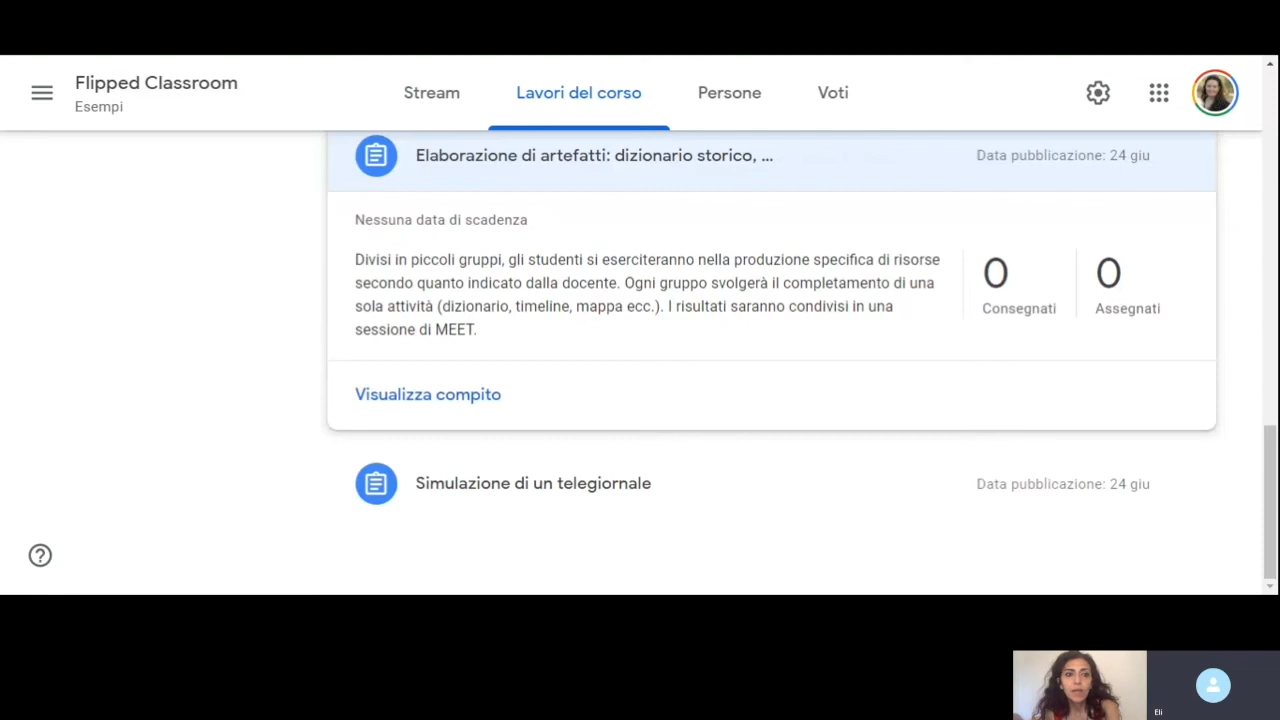 Flipped Classroom
Esempi
Stream
Lavori del corso
Persone
Voti
Elaborazione di artefatti: dizionario storico, ...
Data pubblicazione: 24 giu
Nessuna data di scadenza
Divisi in piccoli gruppi, gli studenti si eserciteranno nella produzione specifica di risorse
secondo quanto indicato dalla docente. Ogni gruppo svolgerà il completamento di una
sola attività (dizionario, timeline, mappa ecc.). I risultati saranno condivisi in una
sessione di MEET.
0
Consegnati
0
Assegnati
Visualizza compito
Simulazione di un telegiornale
Data pubblicazione: 24 giu
Eli